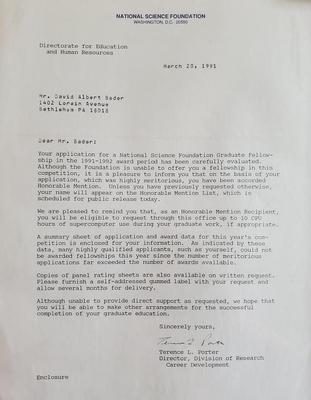 NATIONAL SCIENCE FOUNDATION
WASHINGTON, D.C. 20550
Directorate for Education
and Human Resources
March 20, 1991
Mr. David Albert Bader
1402 Lorain Avenue
Bethlehem PA 18018
Dear Mr. Bader:
Your application for a National Science Foundation Graduate Fellow-
ship in the 1991-1992 award period has been carefully evaluated.
Although the Foundation is unable to offer you a fellowship in this
competition, it is a pleasure to inform you that on the basis of your
application, which was highly meritorious, you have been accorded
Honorable Mention. Unless you have previously requested otherwise,
your name will appear on the Honorable Mention List, which is
scheduled for public release today.
We are pleased to remind you that, as an Honorable Mention Recipient,
you will be eligible to request through this office up to 10 CPU
hours of supercomputer use during your graduate work, if appropriate.
A summary sheet of application and award data for this year's com-
petition is enclosed for your information. As indicated by these
data, many highly qualified applicants, such as yourself, could not
be awarded fellowships this year since the number of meritorious
applications far exceeded the number of awards available.
Copies of panel rating sheets are also available on written request.
Please furnish a self-addressed gummed label with your request and
allow several months for delivery.
Although unable to provide direct support as requested, we hope that
you will be able to make other arrangements for the successful
completion of your graduate education.
Sincerely yours,
Terence L. Porter
Director, Division of Research
Career Development
Enclosure